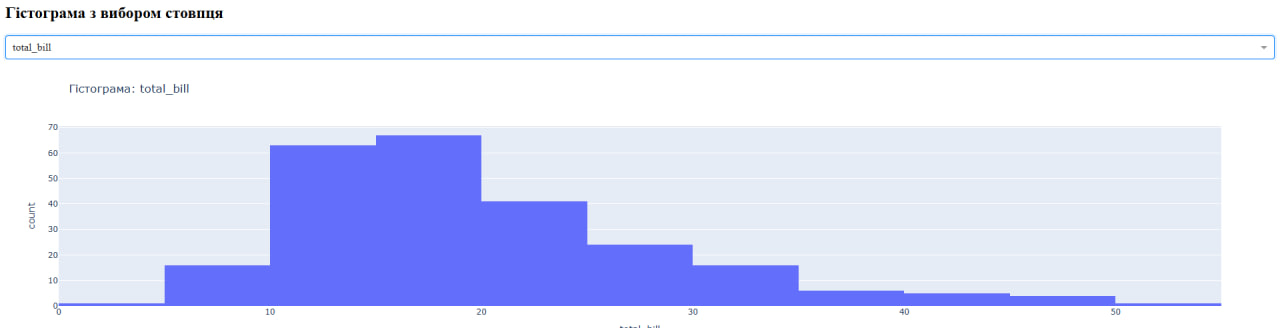 Гістограма з вибором стовпця
total_bill
Гістограма: total_bill
70
60
50
40
30
20
10
0
count
0 10 20 30 40 50
total_bill